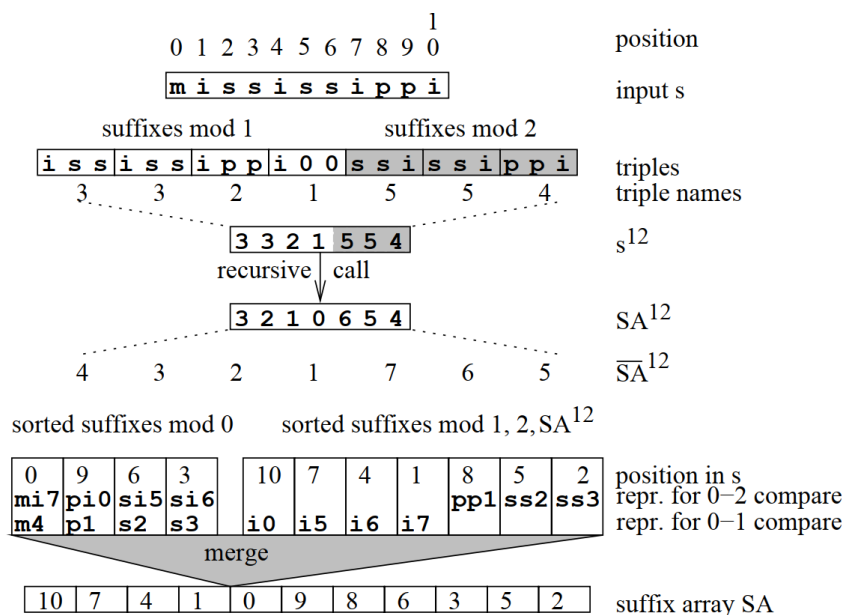 1
0 1 2 3 4 5 6 7 8 9 0 position
m i s s i s s i p p i input s
suffixes mod 1 suffixes mod 2
i s s i s s i p p i 0 0 s s i s s i p p i triples
3 3 2 1 5 5 4 triple names
3 3 2 1 5 5 4 s12
recursive call
3 2 1 0 6 5 4 SA12
4 3 2 1 7 6 5 SA12
sorted suffixes mod 0 sorted suffixes mod 1, 2, SA12
0 9 6 3 10 7 4 1 8 5 2 position in s
mi7 pi0 si5 si6 pp1 ss2 ss3 repr. for 0−2 compare
m4 p1 s2 s3 i0 i5 i6 i7 repr. for 0−1 compare
merge
10 7 4 1 0 9 8 6 3 5 2 suffix array SA